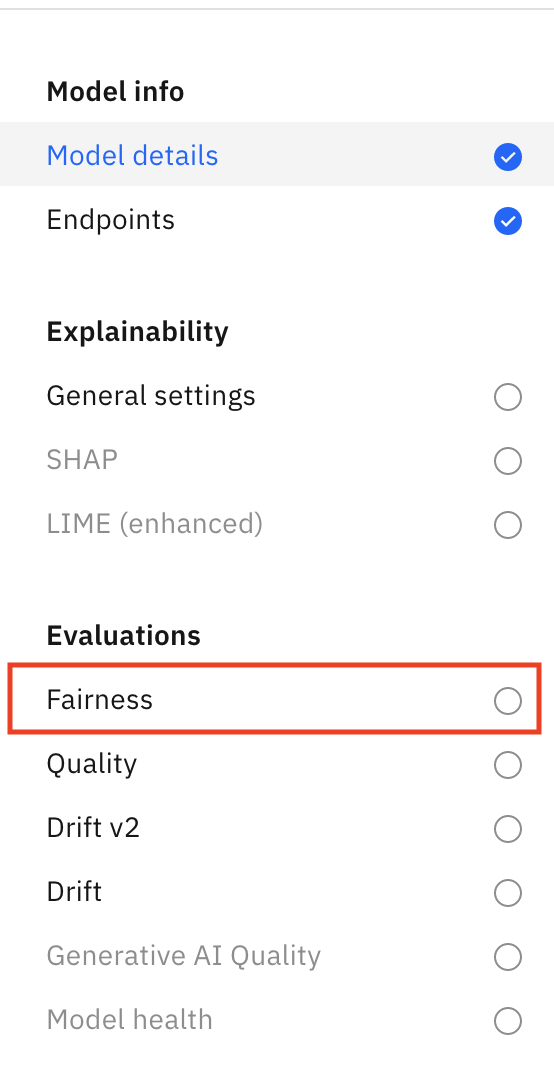 Model info
Model details
Endpoints
Explainability
General settings
SHAP
LIME (enhanced)
Evaluations
Fairness
Quality
Drift v2
Drift
Generative AI Quality
Model health